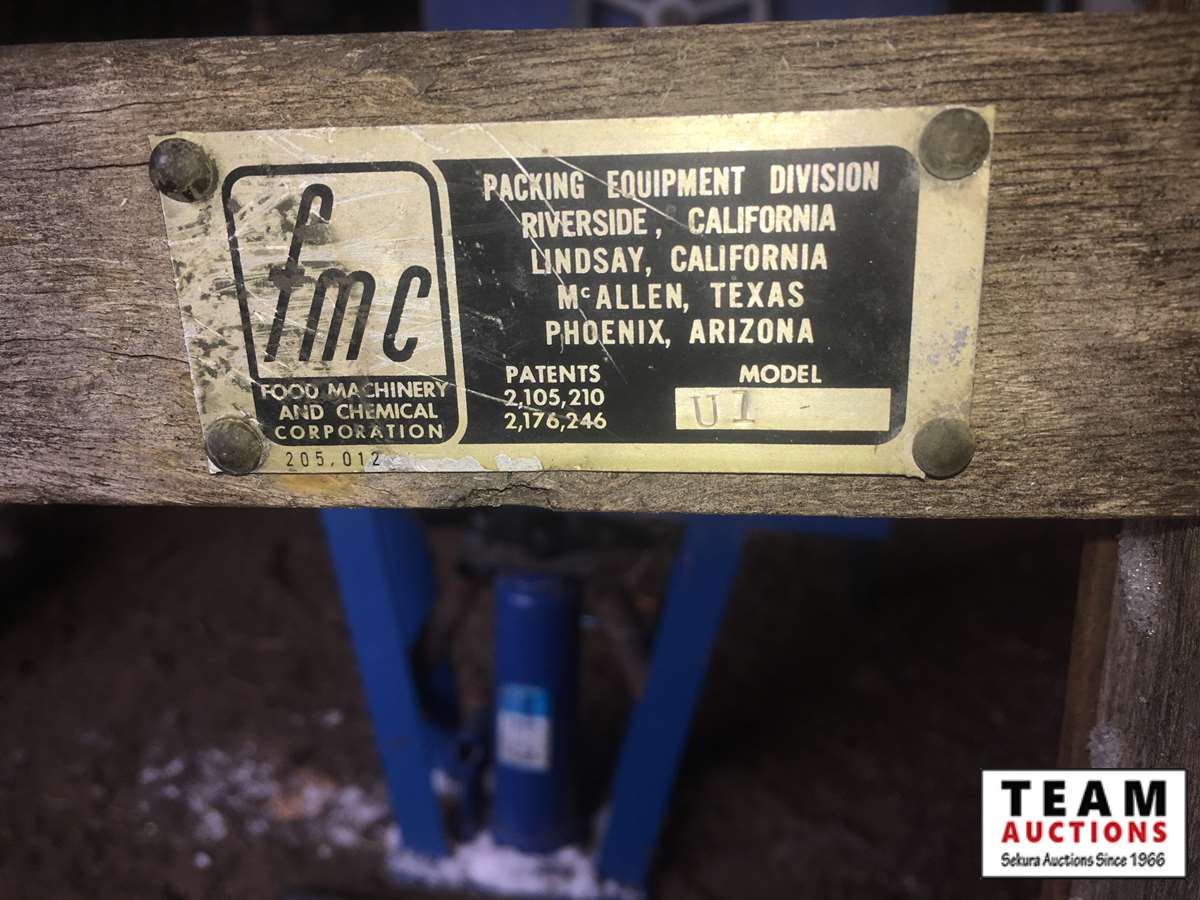 fmc
FOOD MACHINERY
AND CHEMICAL
CORPORATION
205,012
PACKING EQUIPMENT DIVISION
RIVERSIDE, CALIFORNIA
LINDSAY, CALIFORNIA
McALLEN, TEXAS
PHOENIX, ARIZONA
PATENTS
2,105,210
2,176,246
MODEL
U1 -
TEAM
AUCTIONS
Sekura Auctions Since 1966